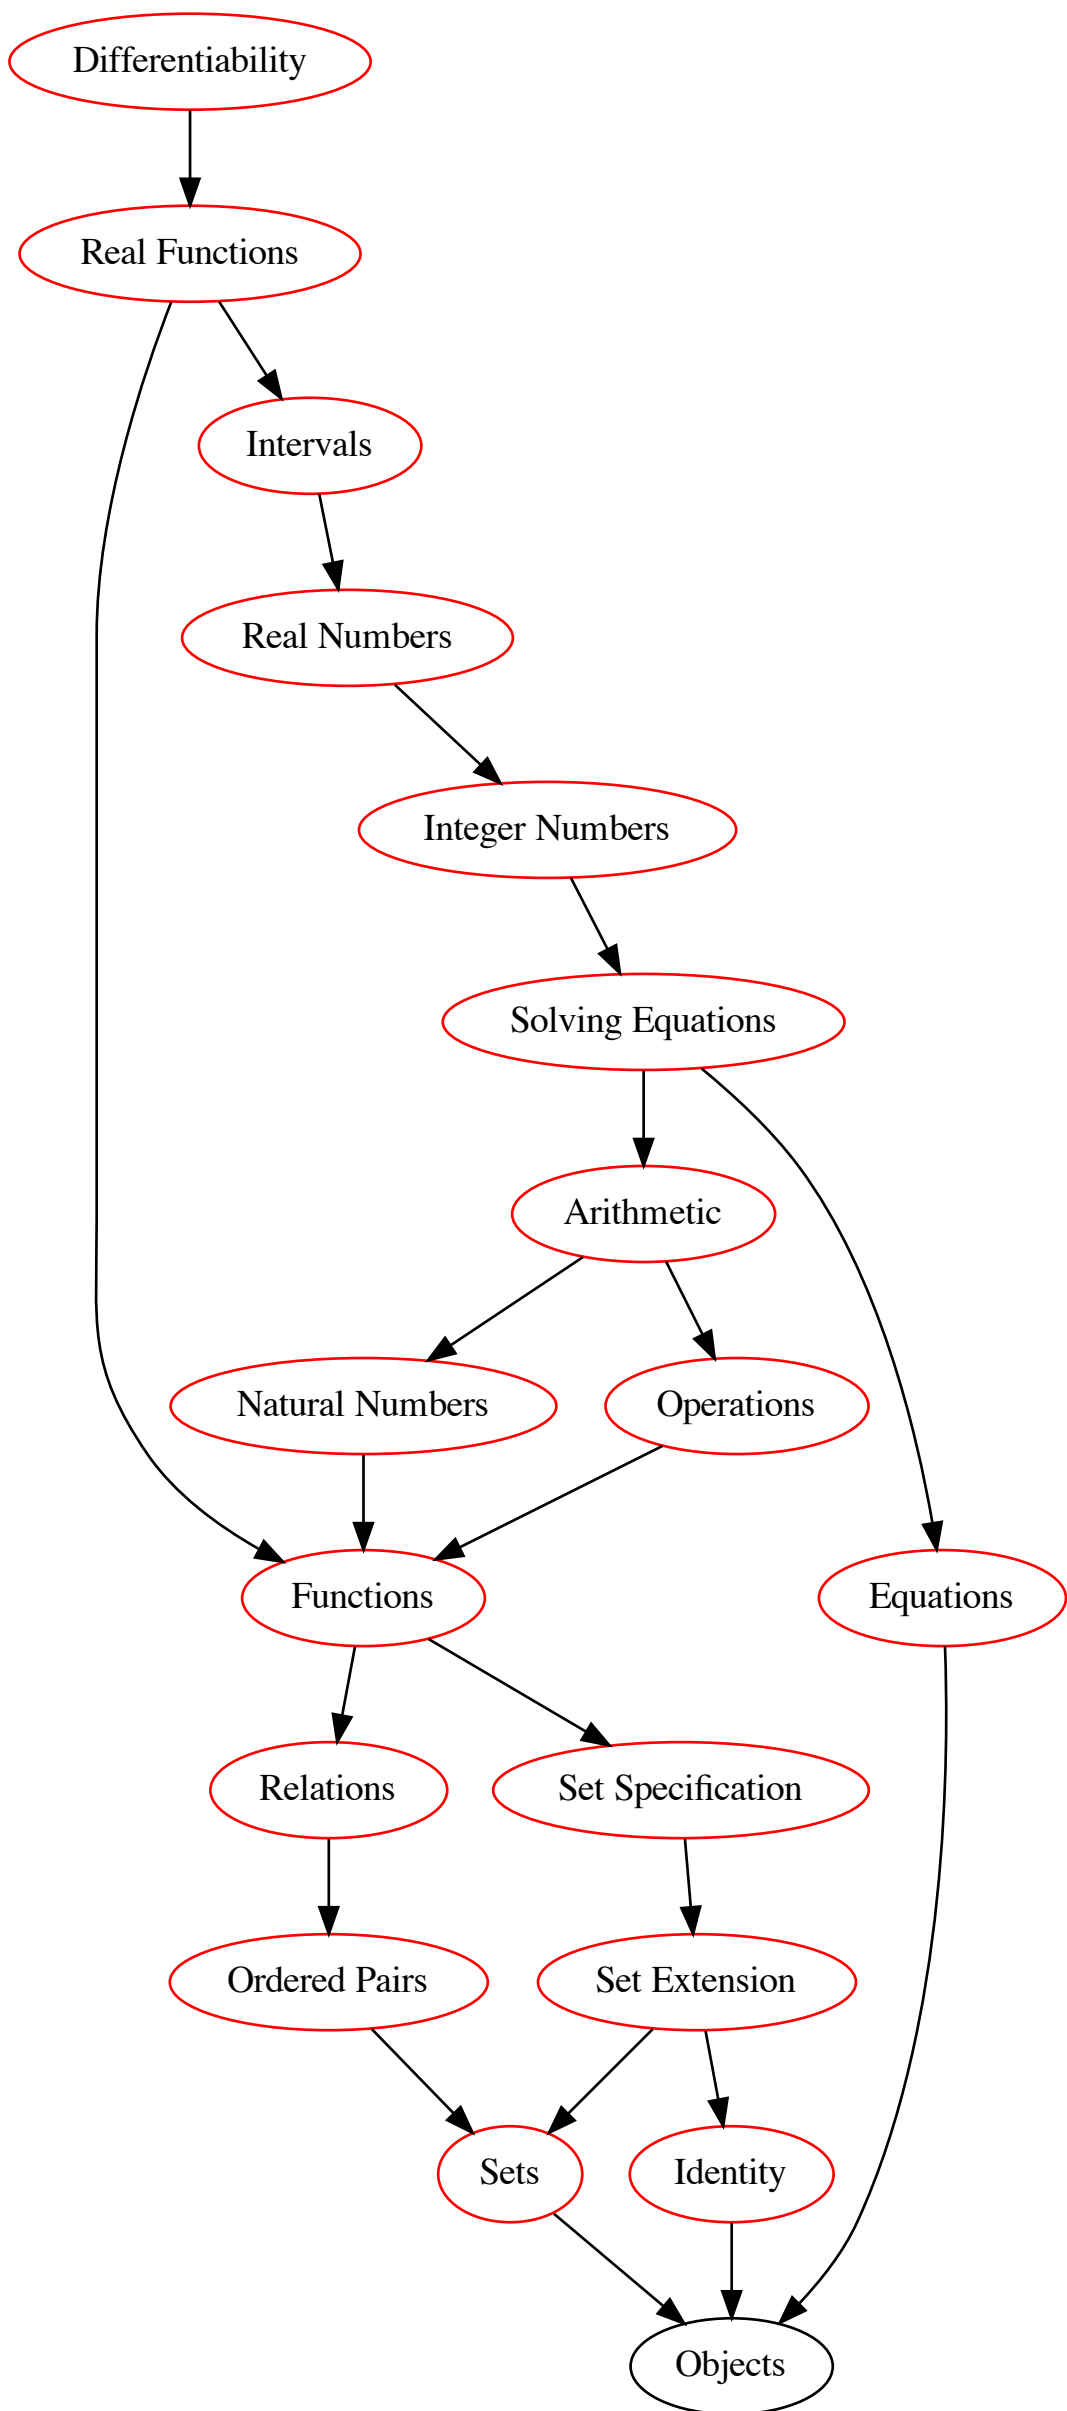 Differentiability
Real Functions
Intervals
Real Numbers
Integer Numbers
Solving Equations
Arithmetic
Natural Numbers
Operations
Functions
Equations
Relations
Set Specification
Ordered Pairs
Set Extension
Sets
Identity
Objects